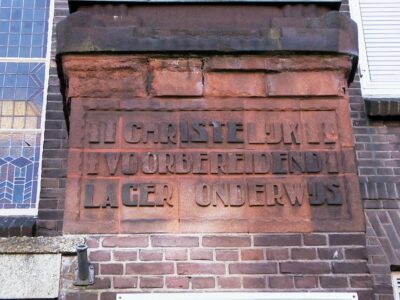 CHRISTELIJK
VOORBEREIDEND
LAGER ONDERWIJS